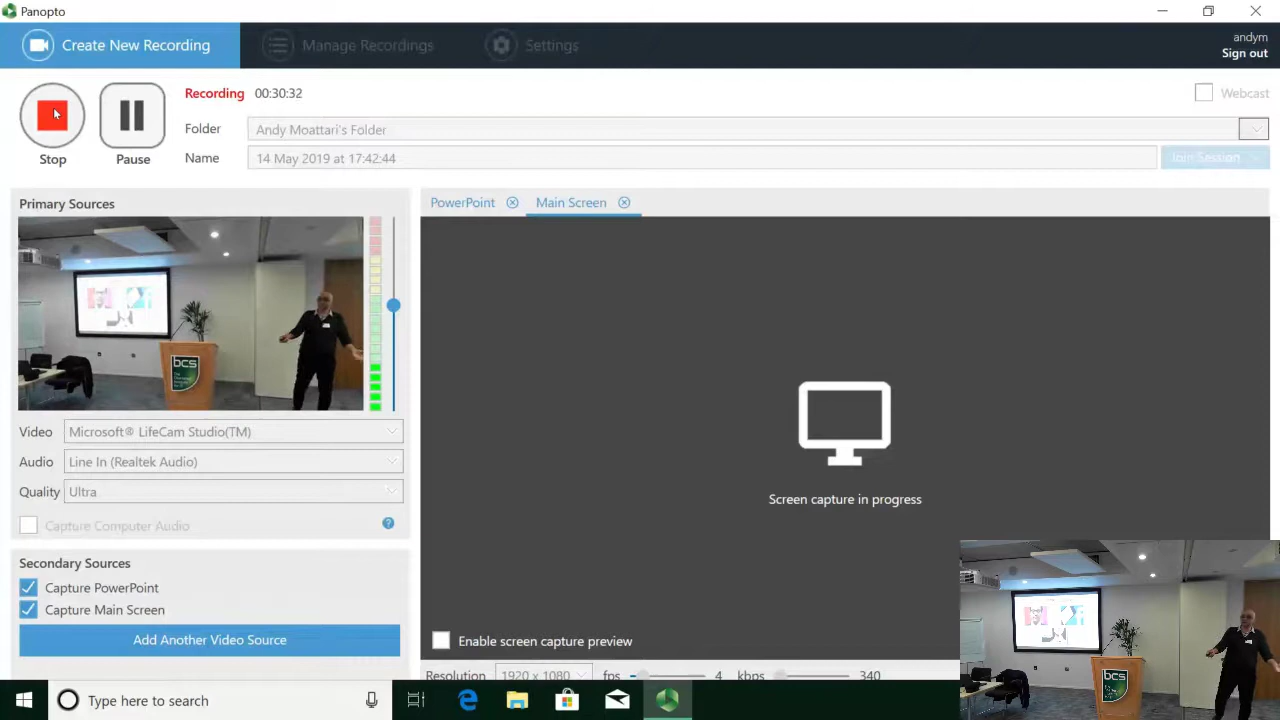 Panopto
Create New Recording
Manage Recordings
Settings
andym
Sign out
Recording 00:30:32
Webcast
Folder Andy Moattari's Folder
Name 14 May 2019 at 17:42:44
Join Session
Stop
Pause
Primary Sources
PowerPoint
Main Screen
bcs
Video Microsoft® LifeCam Studio(TM)
Audio Line In (Realtek Audio)
Quality Ultra
Capture Computer Audio
?
Screen capture in progress
Secondary Sources
Capture PowerPoint
Capture Main Screen
Add Another Video Source
Enable screen capture preview
Resolution 1920 x 1080 fps 4 kbps 340
bcs
Type here to search